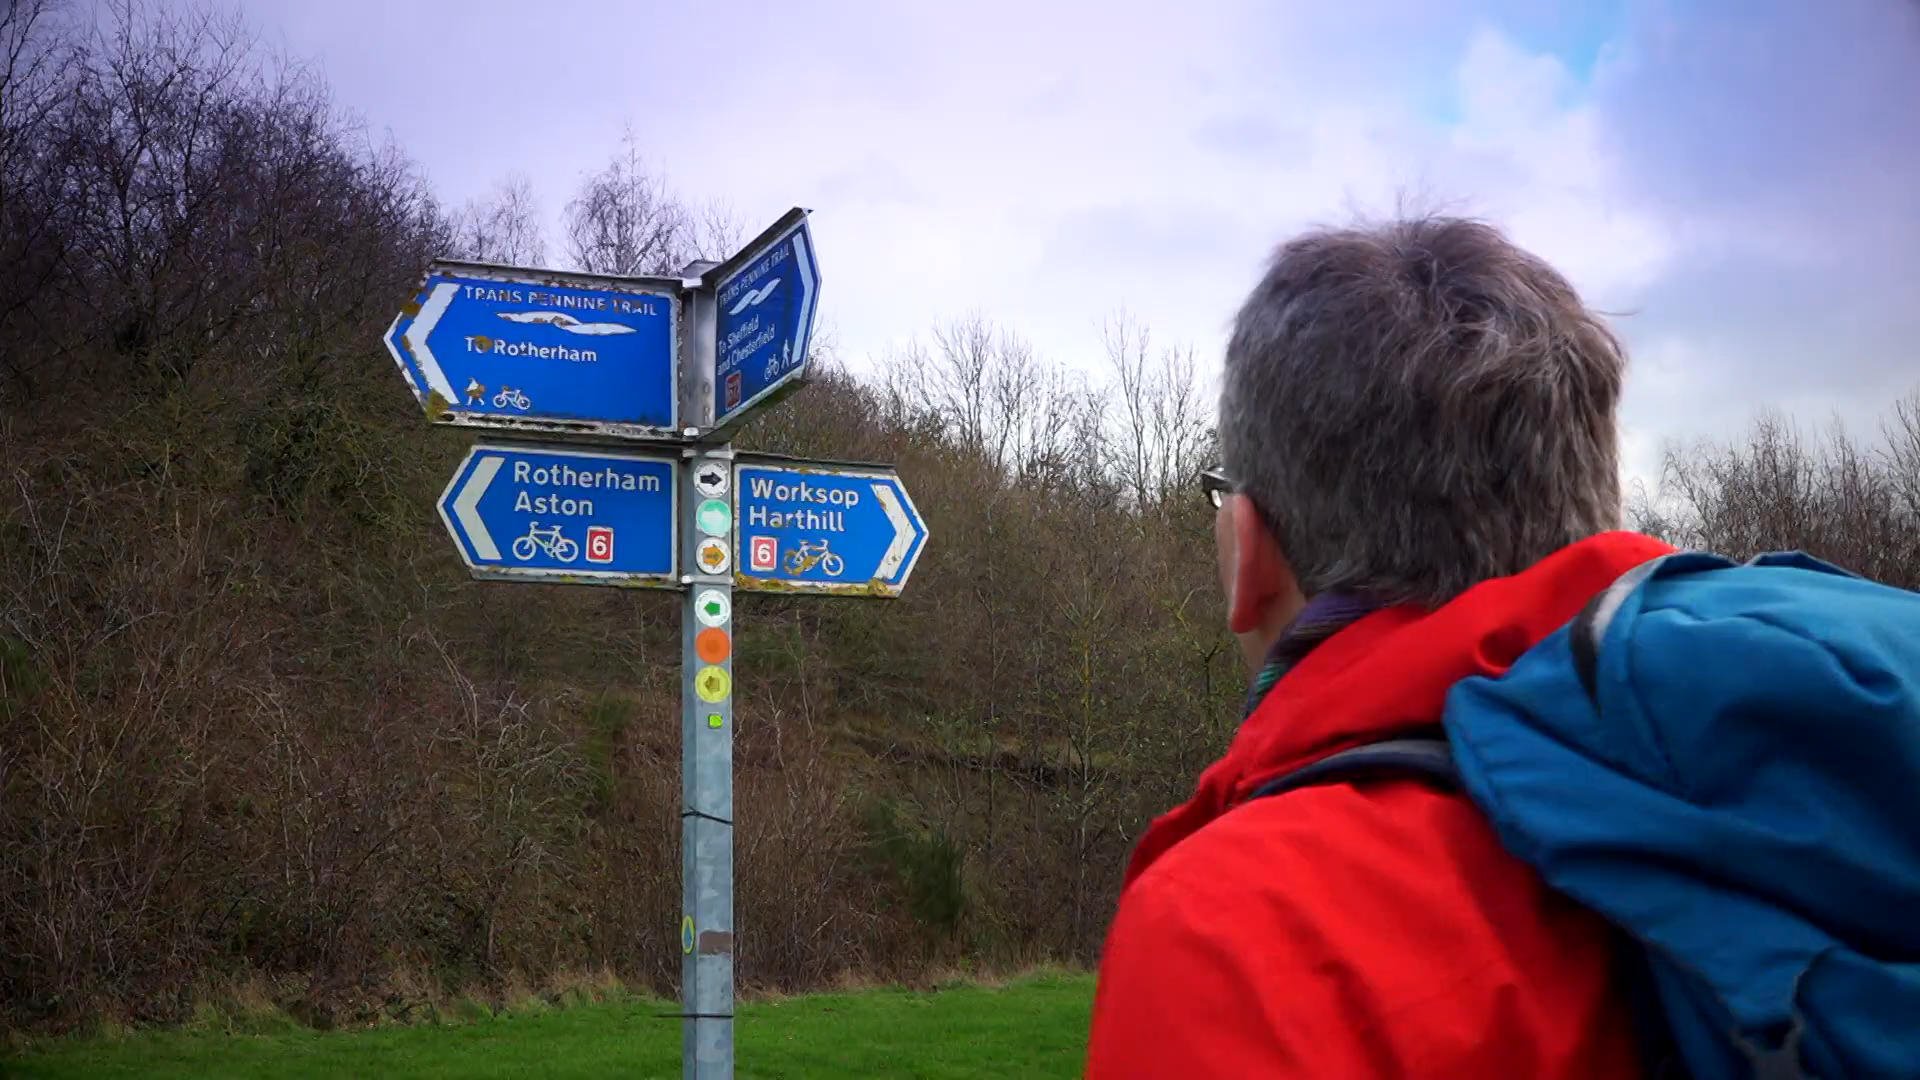 TRANS PENNINE TRAIL
To Rotherham
TRANS PENNINE TRAIL
To Sheffield
and Chesterfield
Rotherham
Aston
6
Worksop
Harthill
6